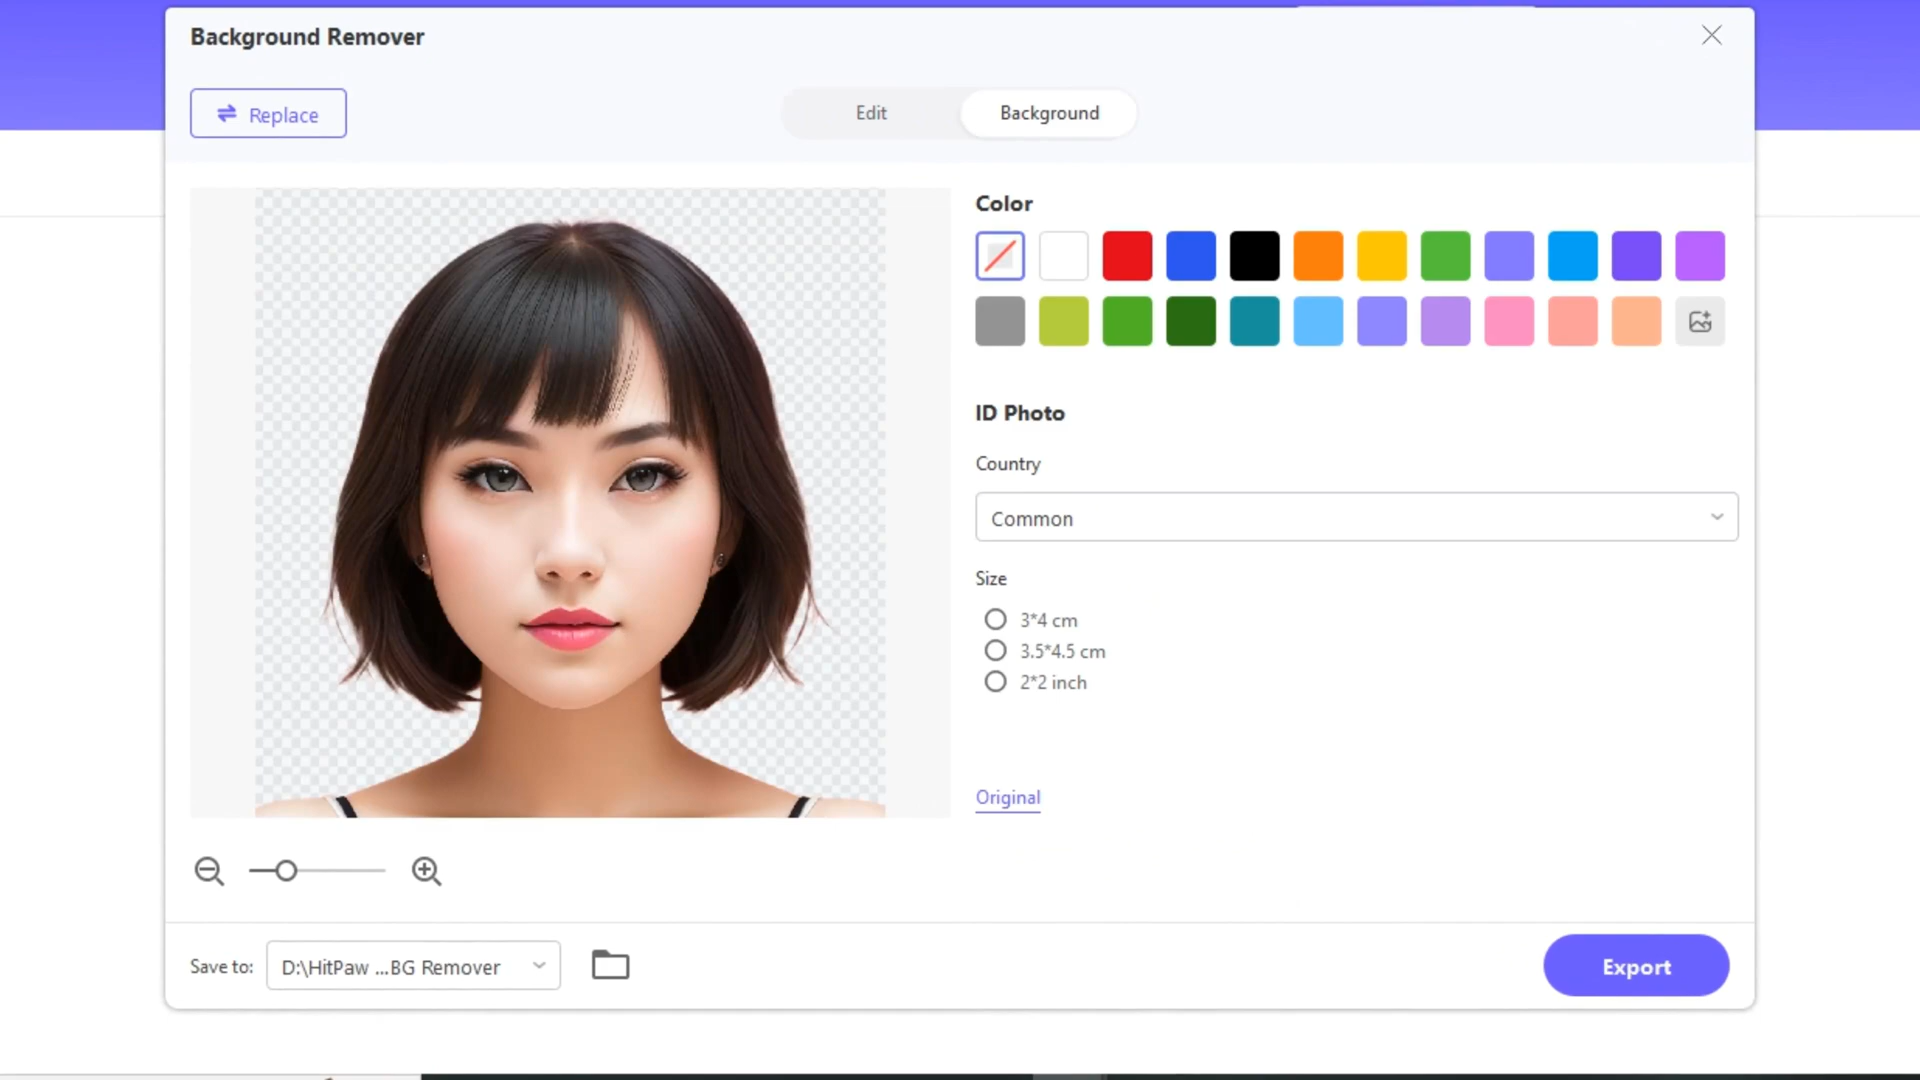 Background Remover
Replace
Edit
Background
Color
ID Photo
Country
Common
Size
3*4 cm
3.5*4.5 cm
2*2 inch
Original
Save to:
D:\HitPaw ...BG Remover
Export